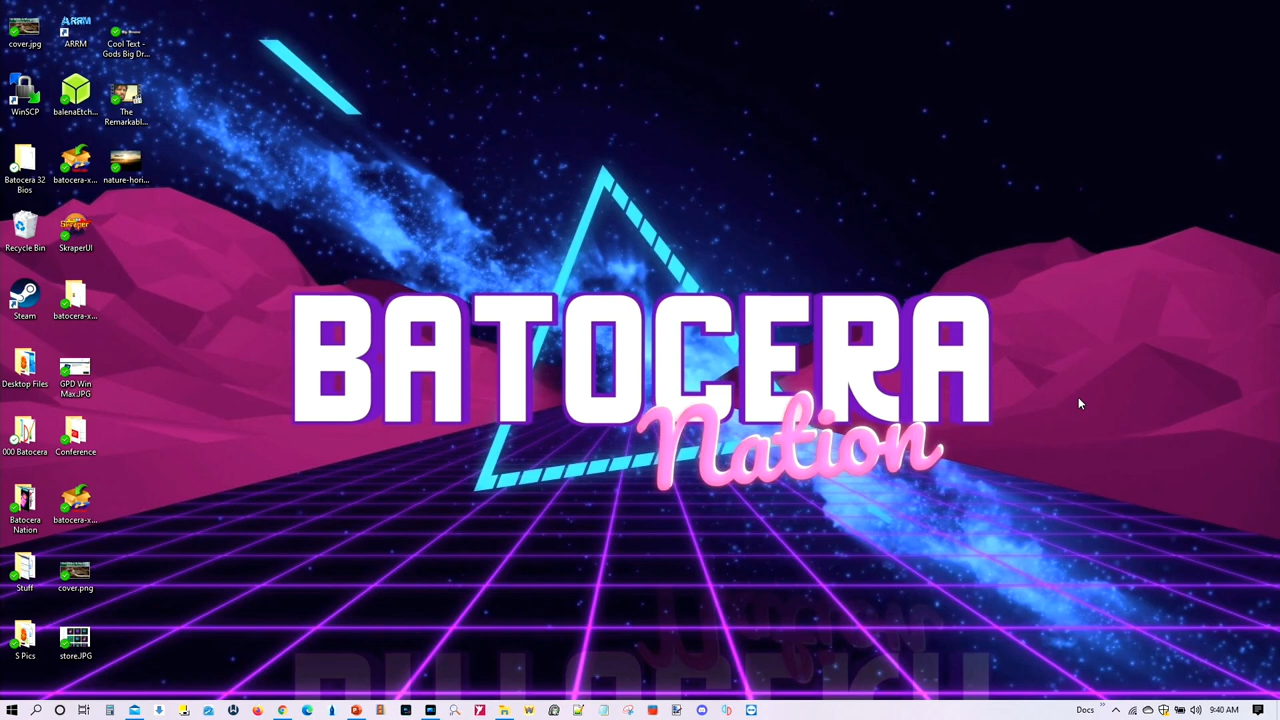 cover.jpg
ARRM
ARRM
Cool Text -
Gods Big Dr...
WinSCP
balenaEtch...
The
Remarkabl...
Batocera 32
Bios
batocera-x...
nature-hori...
Recycle Bin
Skraper
SkraperUI
Steam
batocera-x...
Desktop Files
GPD Win
Max.JPG
000 Batocera
Conference
Batocera
Nation
batocera-x...
Stuff
cover.png
S Pics
store.JPG
BATOCERA
Nation
Docs
9:40 AM